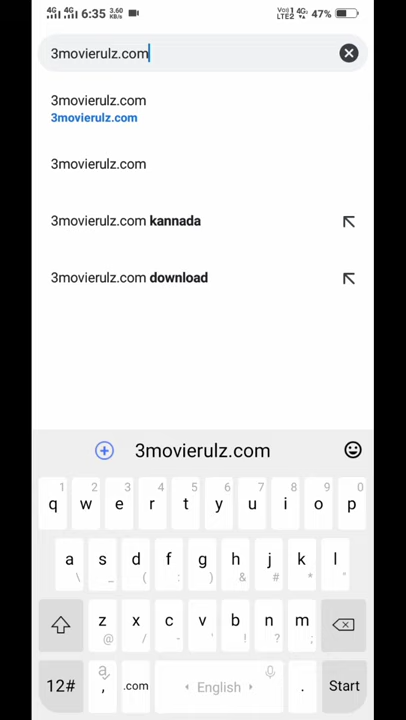 4G 4G 6:35 3.60 KB/s VoLTE2 4G 47%
3movierulz.com
3movierulz.com
3movierulz.com
3movierulz.com
3movierulz.com kannada
3movierulz.com download
3movierulz.com
1 2 3 4 5 6 7 8 9 0
q w e r t y u i o p
a s d f g h j k l
\ _ ( : ) & # * "
z x c v b n m
@ / - ' ! ? ;
12# , .com English . Start